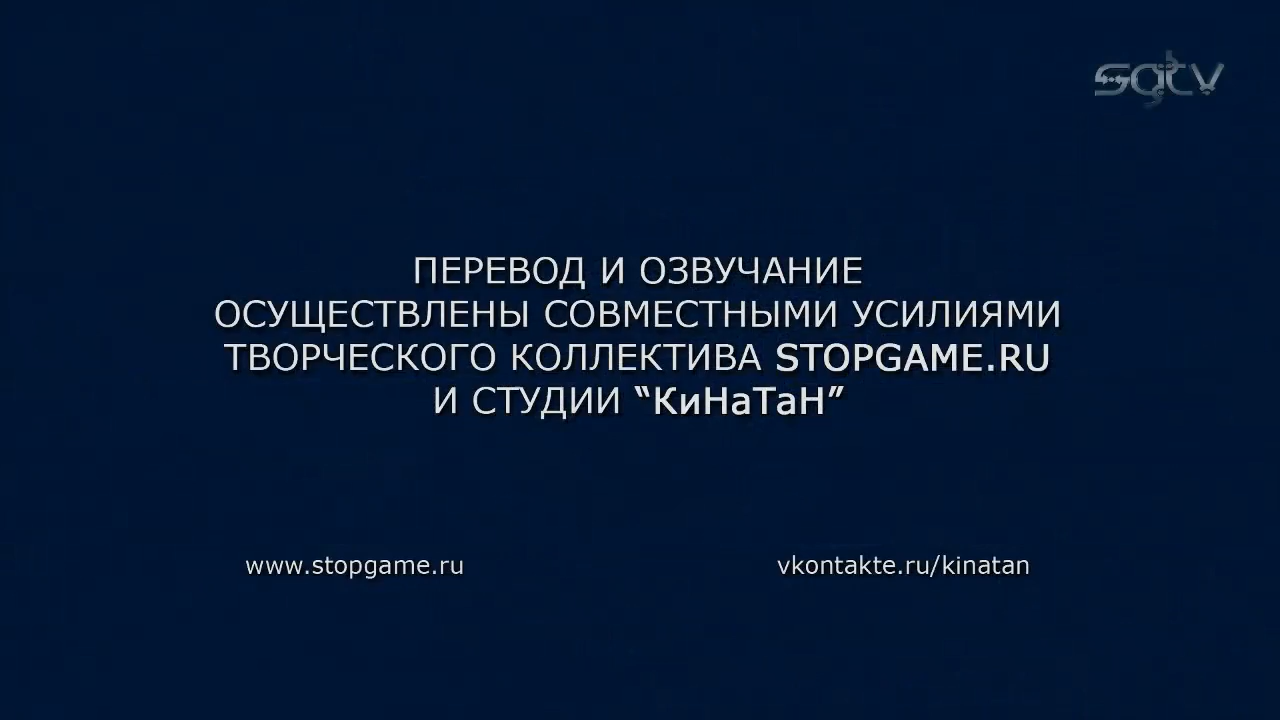 sgtv
ПЕРЕВОД И ОЗВУЧАНИЕ
ОСУЩЕСТВЛЕНЫ СОВМЕСТНЫМИ УСИЛИЯМИ
ТВОРЧЕСКОГО КОЛЛЕКТИВА STOPGAME.RU
И СТУДИИ “КиНаТаН”
www.stopgame.ru
vkontakte.ru/kinatan